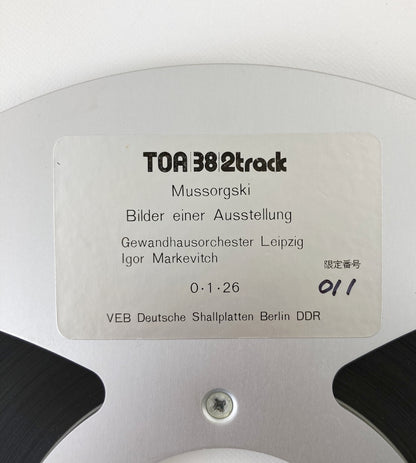 TOA 38 2track
Mussorgski
Bilder einer Ausstellung
Gewandhausorchester Leipzig
Igor Markevitch
限定番号
0·1·26
011
VEB Deutsche Shallplatten Berlin DDR